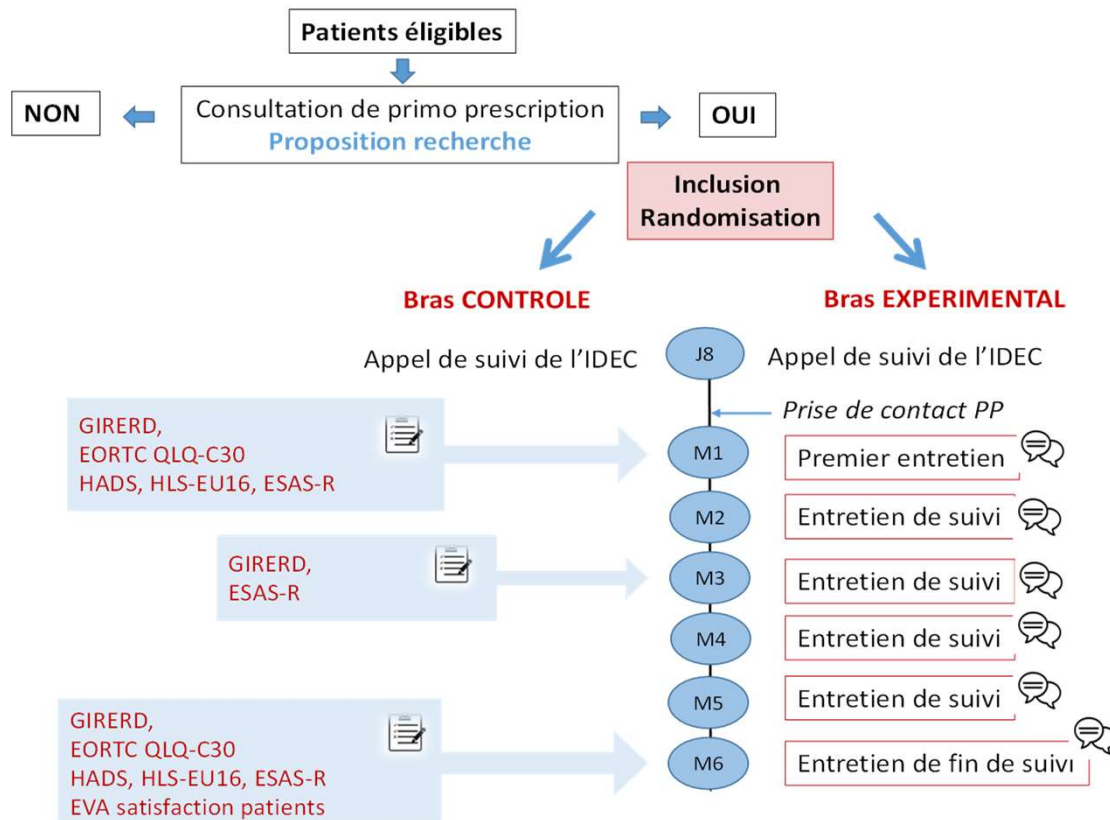 Patients éligibles
NON
Consultation de primo prescription
Proposition recherche
OUI
Inclusion
Randomisation
Bras CONTROLE
Bras EXPERIMENTAL
Appel de suivi de l'IDEC
J8
Appel de suivi de l'IDEC
Prise de contact PP
GIRERD,
EORTC QLQ-C30
HADS, HLS-EU16, ESAS-R
M1
Premier entretien
M2
Entretien de suivi
GIRERD,
ESAS-R
M3
Entretien de suivi
M4
Entretien de suivi
M5
Entretien de suivi
GIRERD,
EORTC QLQ-C30
HADS, HLS-EU16, ESAS-R
EVA satisfaction patients
M6
Entretien de fin de suivi